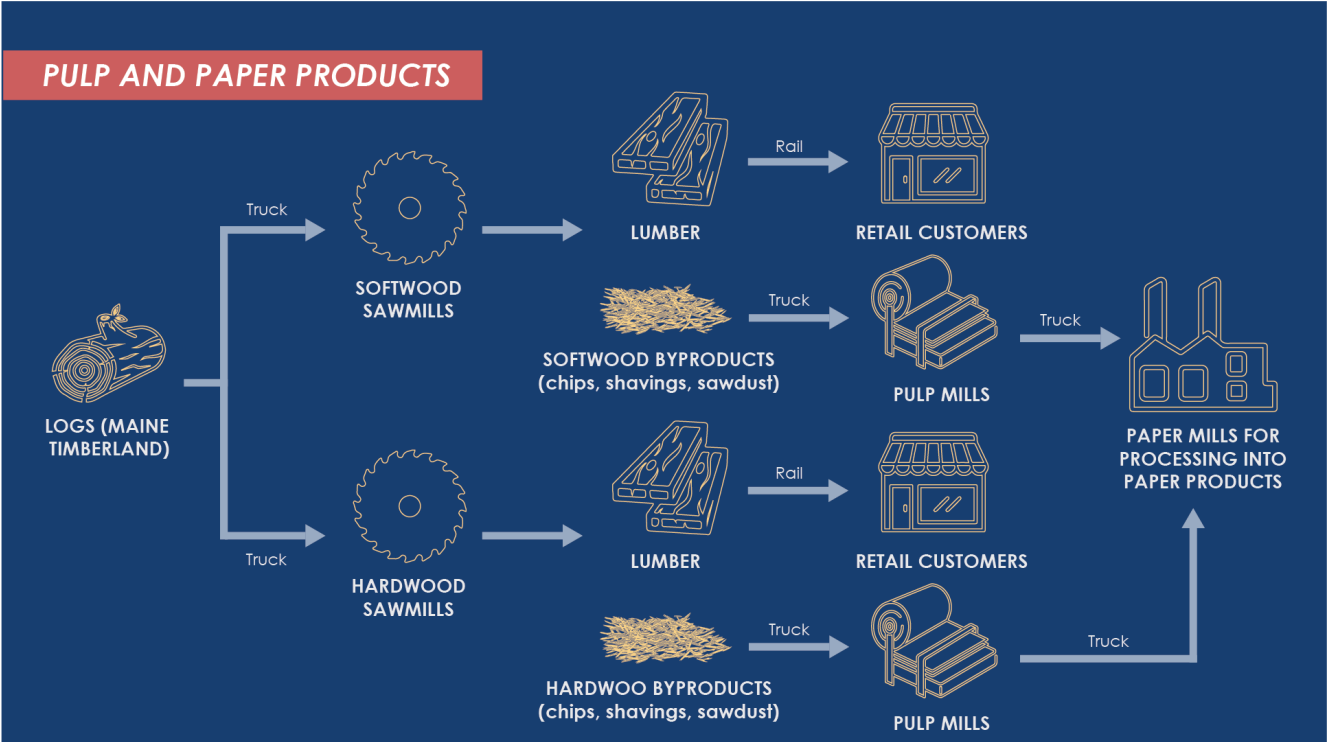 PULP AND PAPER PRODUCTS
Truck
SOFTWOOD
SAWMILLS
LUMBER
Rail
RETAIL CUSTOMERS
SOFTWOOD BYPRODUCTS
(chips, shavings, sawdust)
Truck
PULP MILLS
Truck
PAPER MILLS FOR
PROCESSING INTO
PAPER PRODUCTS
LOGS (MAINE
TIMBERLAND)
Truck
HARDWOOD
SAWMILLS
LUMBER
Rail
RETAIL CUSTOMERS
HARDWOO BYPRODUCTS
(chips, shavings, sawdust)
Truck
PULP MILLS
Truck